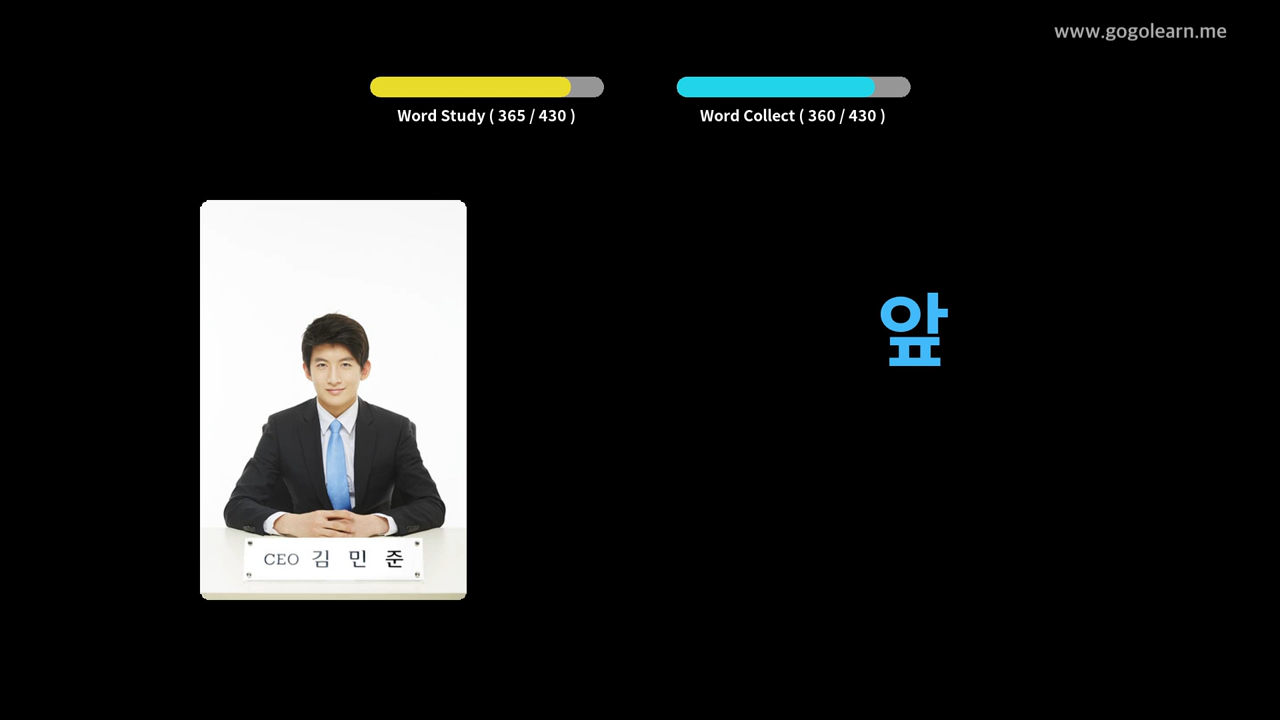 www.gogolearn.me
Word Study ( 365 / 430 )
Word Collect ( 360 / 430 )
앞
CEO 김 민 준